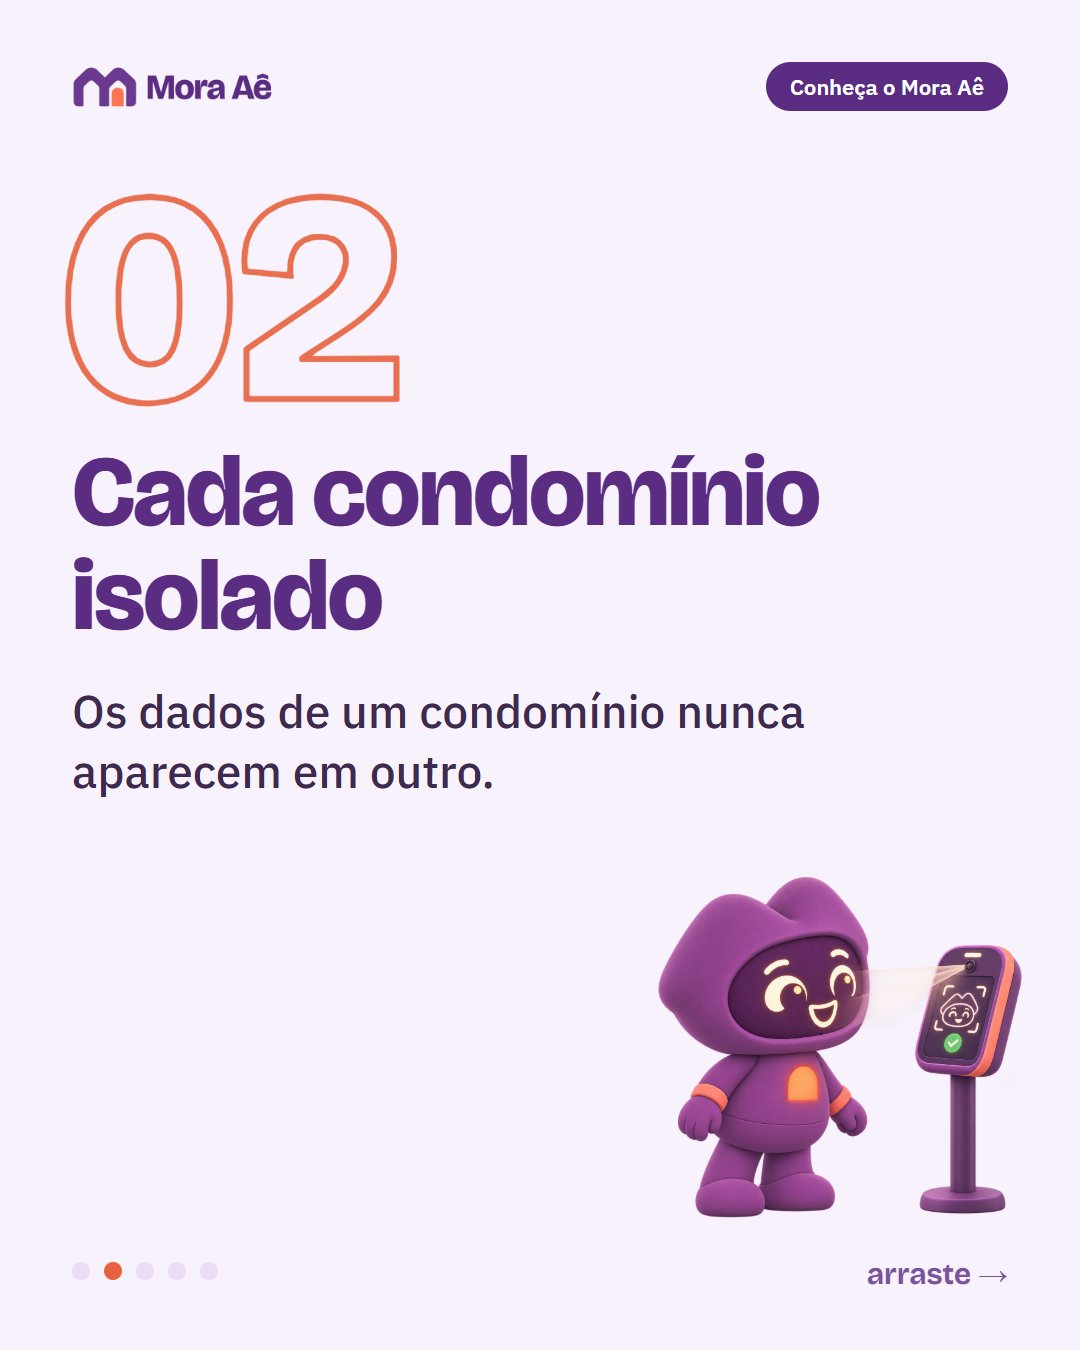 Mora Aê
Conheça o Mora Aê
02
Cada condomínio
isolado
Os dados de um condomínio nunca
aparecem em outro.
arraste →